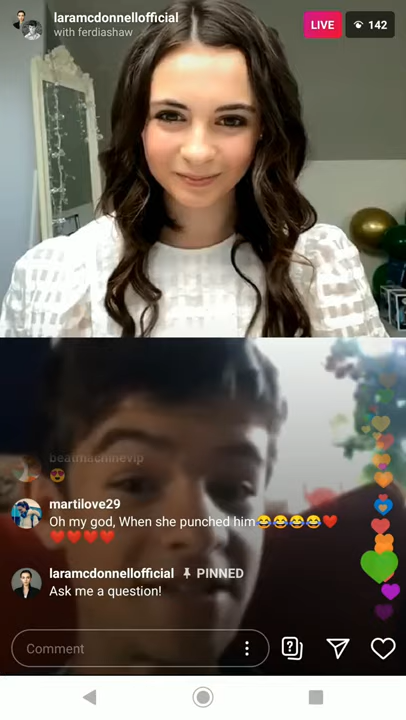 laramcdonnellofficial
with ferdiashaw
LIVE
142
beatmachinevip
😍
martilove29
Oh my god, When she punched him😂😂😂😂❤️
❤️❤️❤️❤️
laramcdonnellofficial PINNED
Ask me a question!
Comment